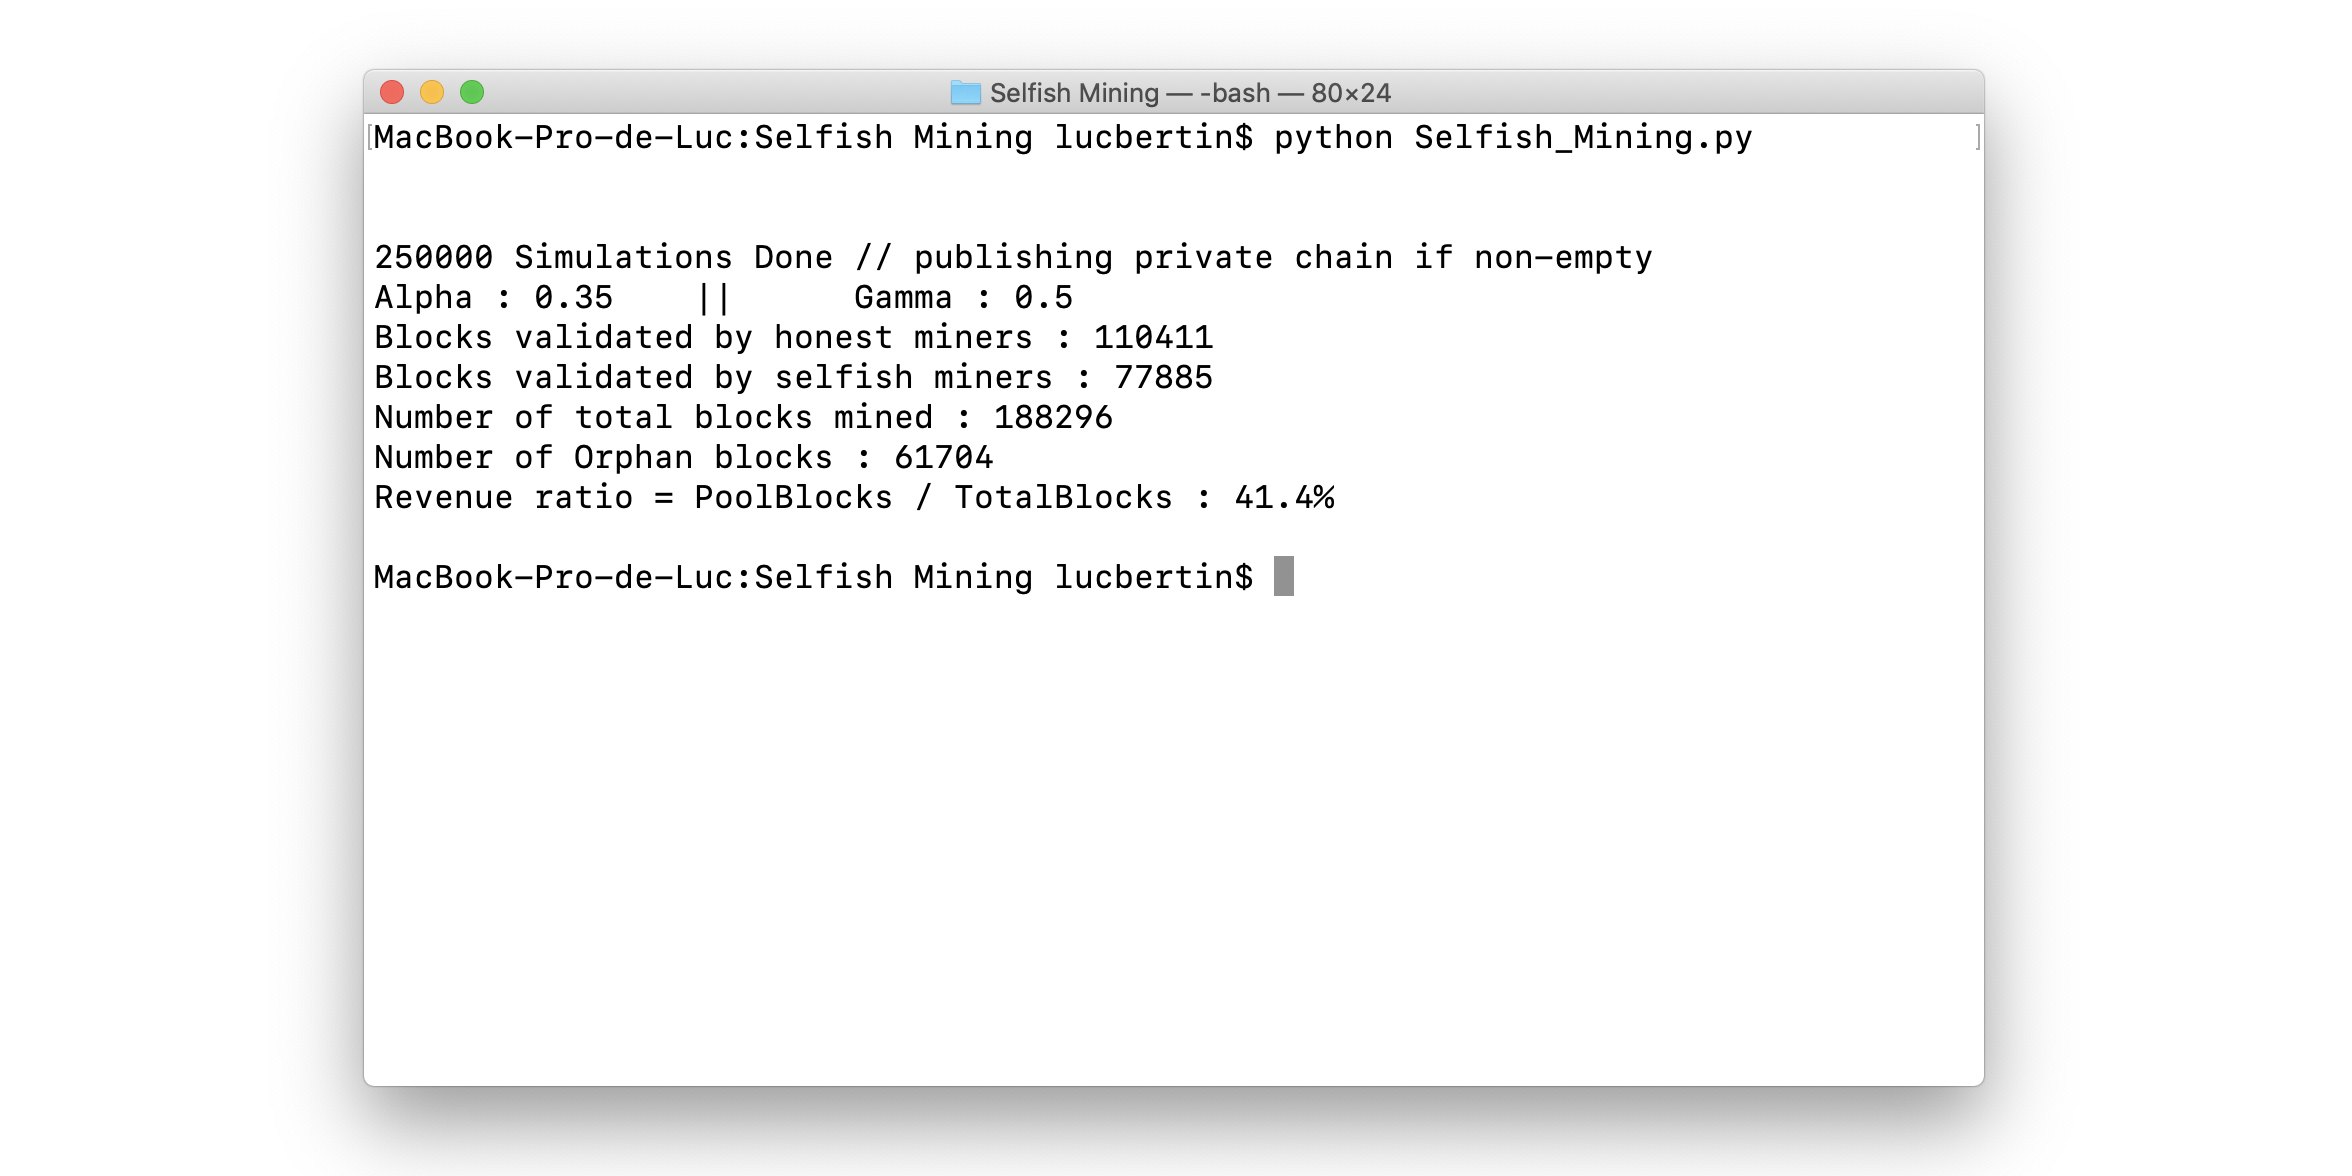 Selfish Mining — -bash — 80×24
[MacBook-Pro-de-Luc:Selfish Mining lucbertin$ python Selfish_Mining.py ]
250000 Simulations Done // publishing private chain if non-empty
Alpha : 0.35 || Gamma : 0.5
Blocks validated by honest miners : 110411
Blocks validated by selfish miners : 77885
Number of total blocks mined : 188296
Number of Orphan blocks : 61704
Revenue ratio = PoolBlocks / TotalBlocks : 41.4%
MacBook-Pro-de-Luc:Selfish Mining lucbertin$